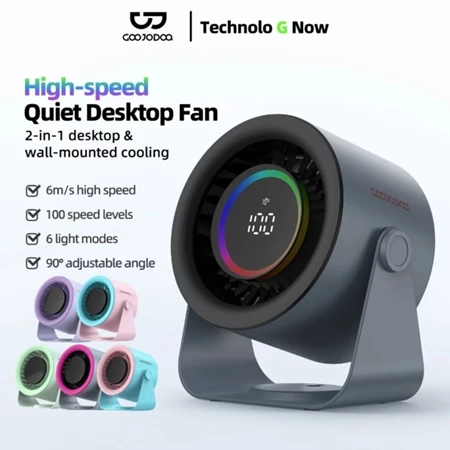 GOOJODOQ
Technolo G Now
High-speed
Quiet Desktop Fan
2-in-1 desktop &
wall-mounted cooling
6m/s high speed
100 speed levels
6 light modes
90° adjustable angle
100
GOOJODOQ